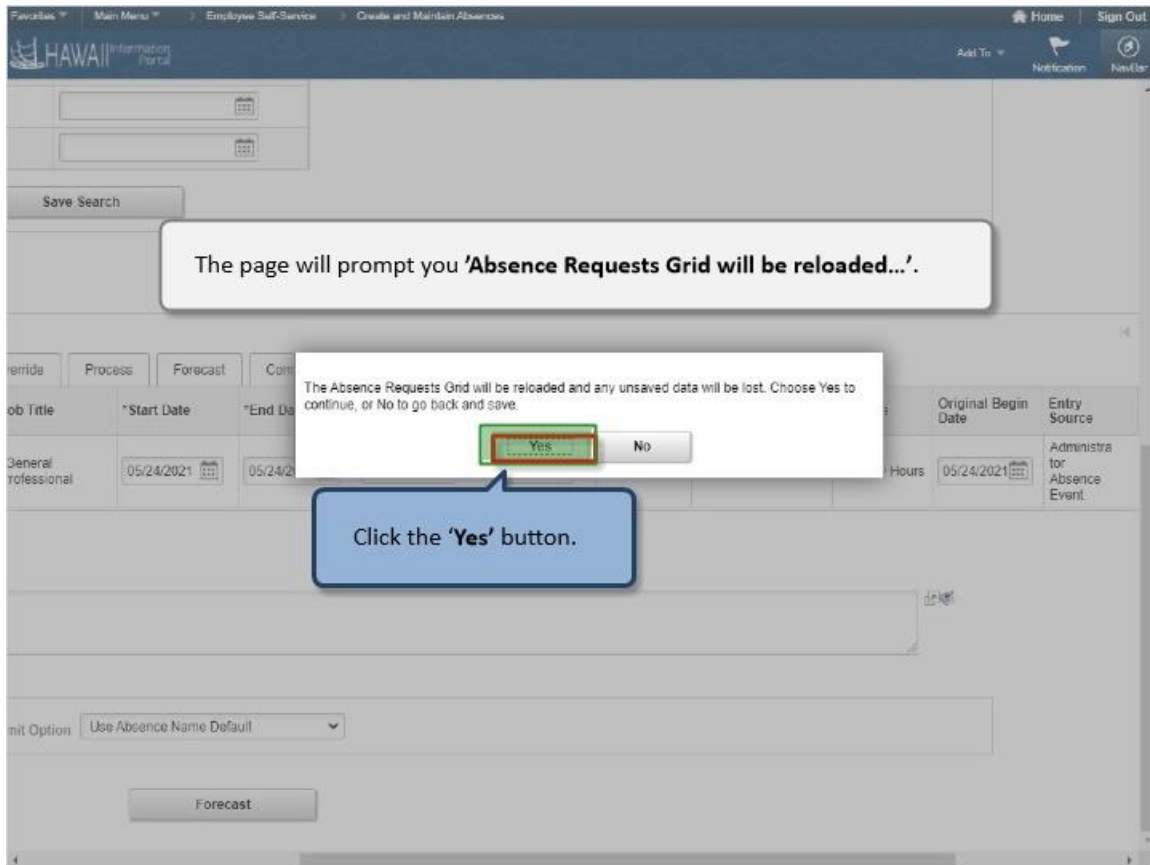 Favorites Main Menu Employee Self-Service Create and Maintain Absences Home Sign Out
HAWAII Information Portal Add To Notification NavBar
Save Search
The page will prompt you 'Absence Requests Grid will be reloaded...'.
erride Process Forecast Com
The Absence Requests Grid will be reloaded and any unsaved data will be lost. Choose Yes to
continue, or No to go back and save.
Yes No
ob Title *Start Date *End Da Original Begin Date Entry Source
General
rofessional 05/24/2021 05/24/2 Hours 05/24/2021
Administra
tor
Absence
Event
Click the 'Yes' button.
mit Option Use Absence Name Default
Forecast